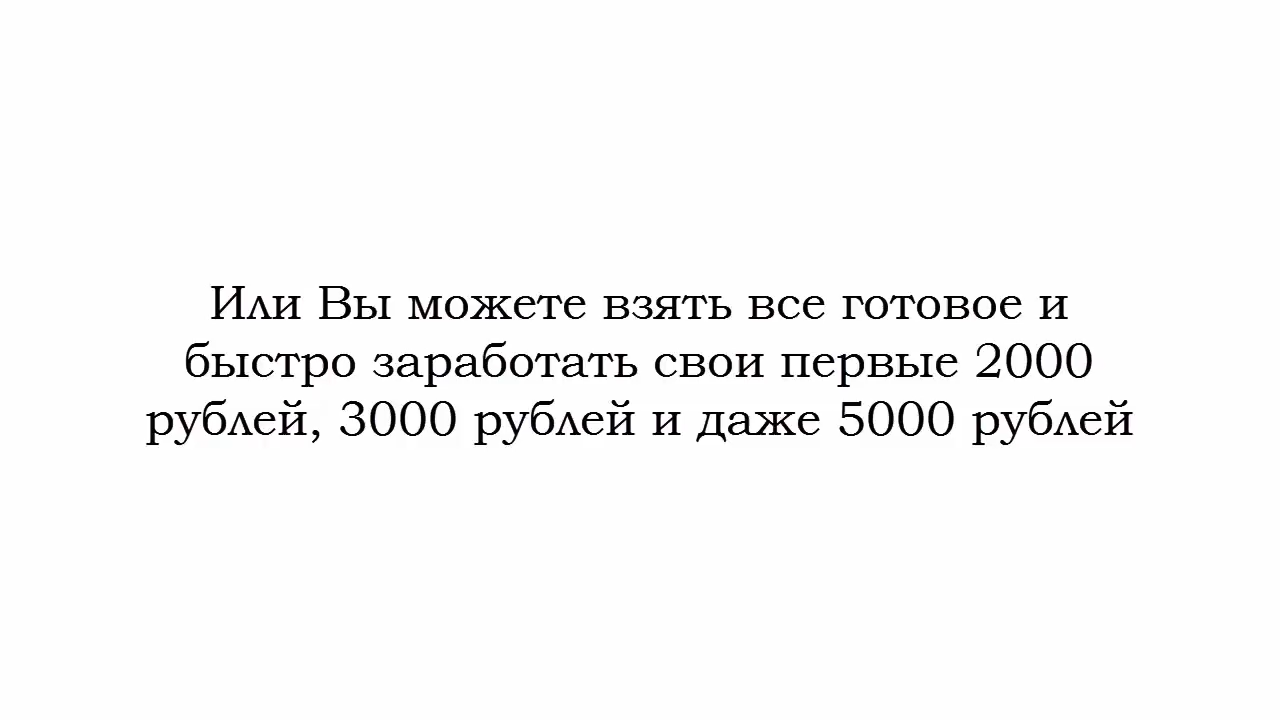 Или Вы можете взять все готовое и
быстро заработать свои первые 2000
рублей, 3000 рублей и даже 5000 рублей